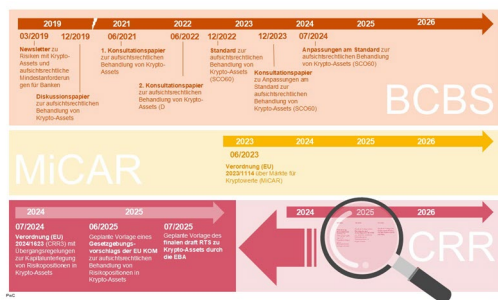 2019
2021
2022
2023
2024
2025
2026
03/2019
12/2019
06/2021
06/2022
12/2022
12/2023
07/2024
Newsletter zu
Risiken mit Krypto-
Assets und
aufsichtsrechtliche
Mindestanforderun
gen für Banken
Diskussionspapier
zur aufsichtsrechtlichen
Behandlung von
Krypto-Assets
1. Konsultationspapier
zur aufsichtsrechtlichen
Behandlung von Krypto-
Assets
2. Konsultationspapier
zur aufsichtsrechtlichen
Behandlung von Krypto-
Assets (D
Standard zur
aufsichtsrechtlichen
Behandlung von
Krypto-Assets
(SCO60)
Konsultationspapier
zu Anpassungen am
Standard zur
aufsichtsrechtlichen
Behandlung von
Krypto-Assets (SCO60)
Anpassungen am Standard zur
aufsichtsrechtlichen Behandlung
von Krypto-Assets (SCO60)
BCBS
MiCAR
2023
2024
2025
2026
06/2023
Verordnung (EU)
2023/1114 über Märkte für
Kryptowerte (MiCAR)
2024
2025
07/2024
06/2025
07/2025
Verordnung (EU)
2024/1623 (CRR3) mit
Übergangsregelungen
zur Kapitalunterlegung
von Risikopositionen in
Krypto-Assets
Geplante Vorlage eines
Gesetzgebungs-
vorschlags der EU KOM
zur aufsichtsrechtlichen
Behandlung von
Risikopositionen in
Krypto-Assets
Geplante Vorlage des
finalen draft RTS zu
Krypto-Assets durch
die EBA
2024
2025
2026
CRR
PwC